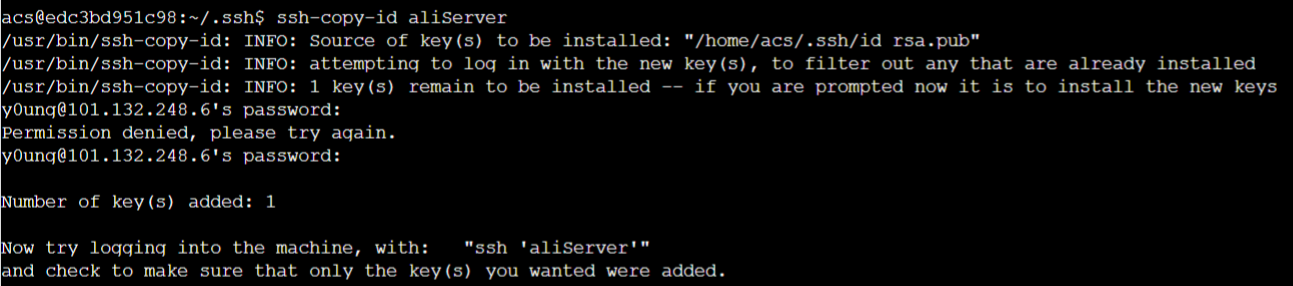 acs@edc3bd951c98:~/.ssh$ ssh-copy-id aliServer
/usr/bin/ssh-copy-id: INFO: Source of key(s) to be installed: "/home/acs/.ssh/id_rsa.pub"
/usr/bin/ssh-copy-id: INFO: attempting to log in with the new key(s), to filter out any that are already installed
/usr/bin/ssh-copy-id: INFO: 1 key(s) remain to be installed -- if you are prompted now it is to install the new keys
y0ung@101.132.248.6's password:
Permission denied, please try again.
y0ung@101.132.248.6's password:
Number of key(s) added: 1
Now try logging into the machine, with:   "ssh 'aliServer'"
and check to make sure that only the key(s) you wanted were added.